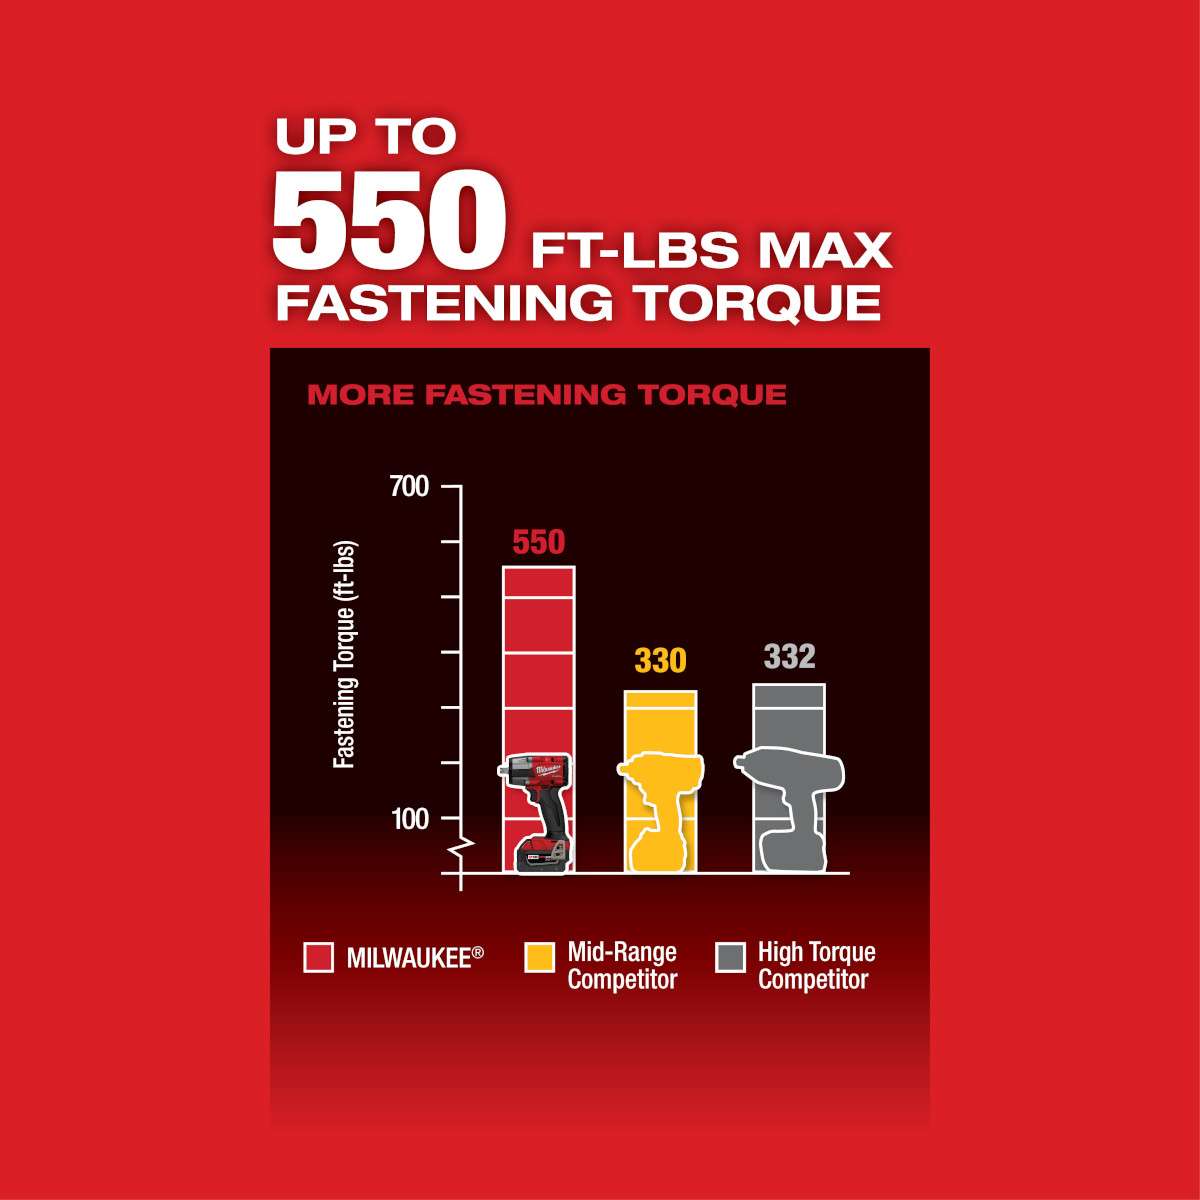 UP TO
550 FT-LBS MAX
FASTENING TORQUE
MORE FASTENING TORQUE
700
Fastening Torque (ft-lbs)
100
550
330
332
Milwaukee
MILWAUKEE®
Mid-Range
Competitor
High Torque
Competitor